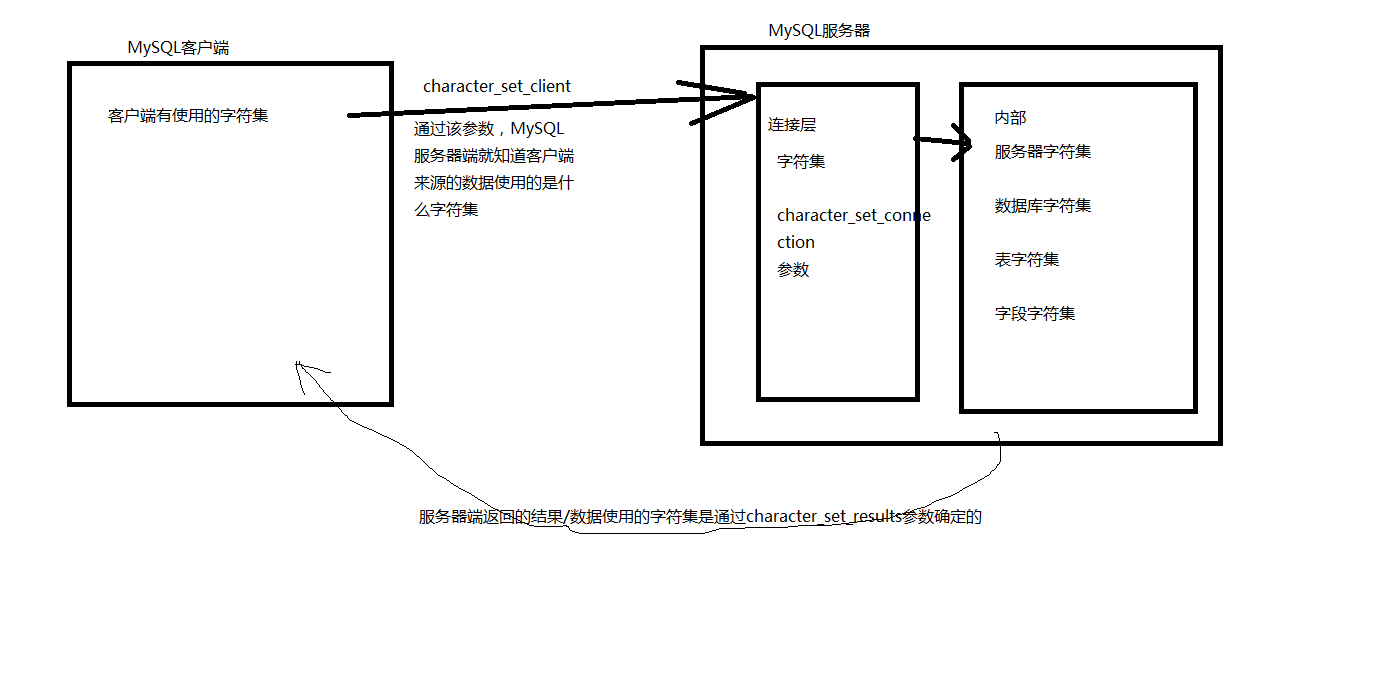 MySQL客户端
客户端有使用的字符集
character_set_client
通过该参数，MySQL
服务器端就知道客户端
来源的数据使用的是什
么字符集
MySQL服务器
连接层
字符集
character_set_conne
ction
参数
内部
服务器字符集
数据库字符集
表字符集
字段字符集
服务器端返回的结果/数据使用的字符集是通过character_set_results参数确定的